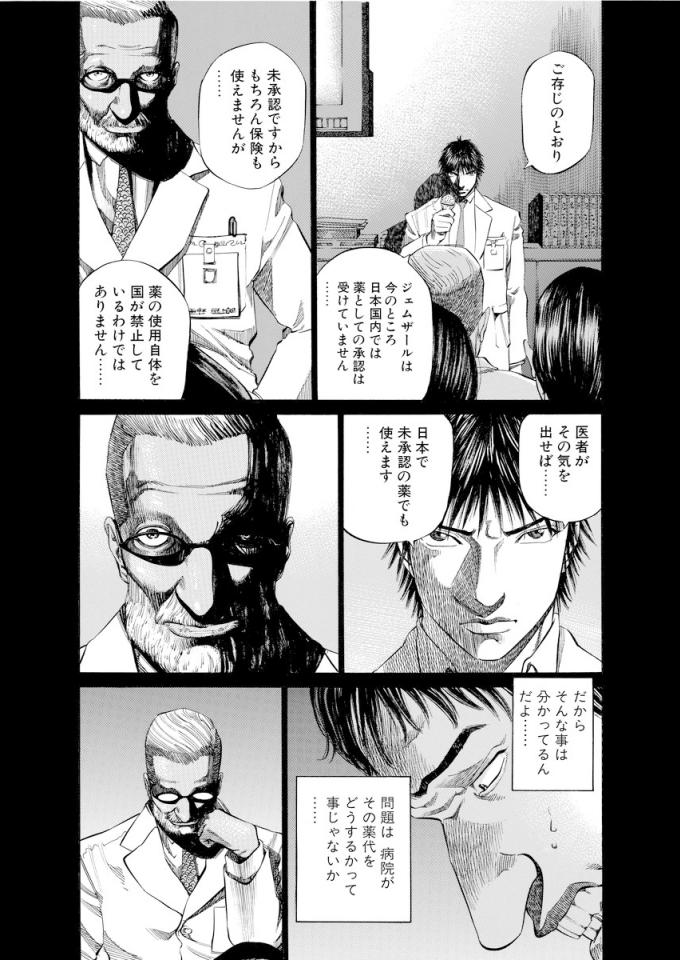 ご存じのとおり
ジェムザールは
今のところ
日本国内では
薬としての承認は
受けていません
……
未承認ですから
もちろん保険も
使えませんが
……
薬の使用自体を
国が禁止して
いるわけでは
ありません……
医者が
その気を
出せば……
日本で
未承認の薬でも
使えます
……
だから
そんな事は
分かってるん
だよ……
問題は 病院が
その薬代を
どうするかって
事じゃないか
……